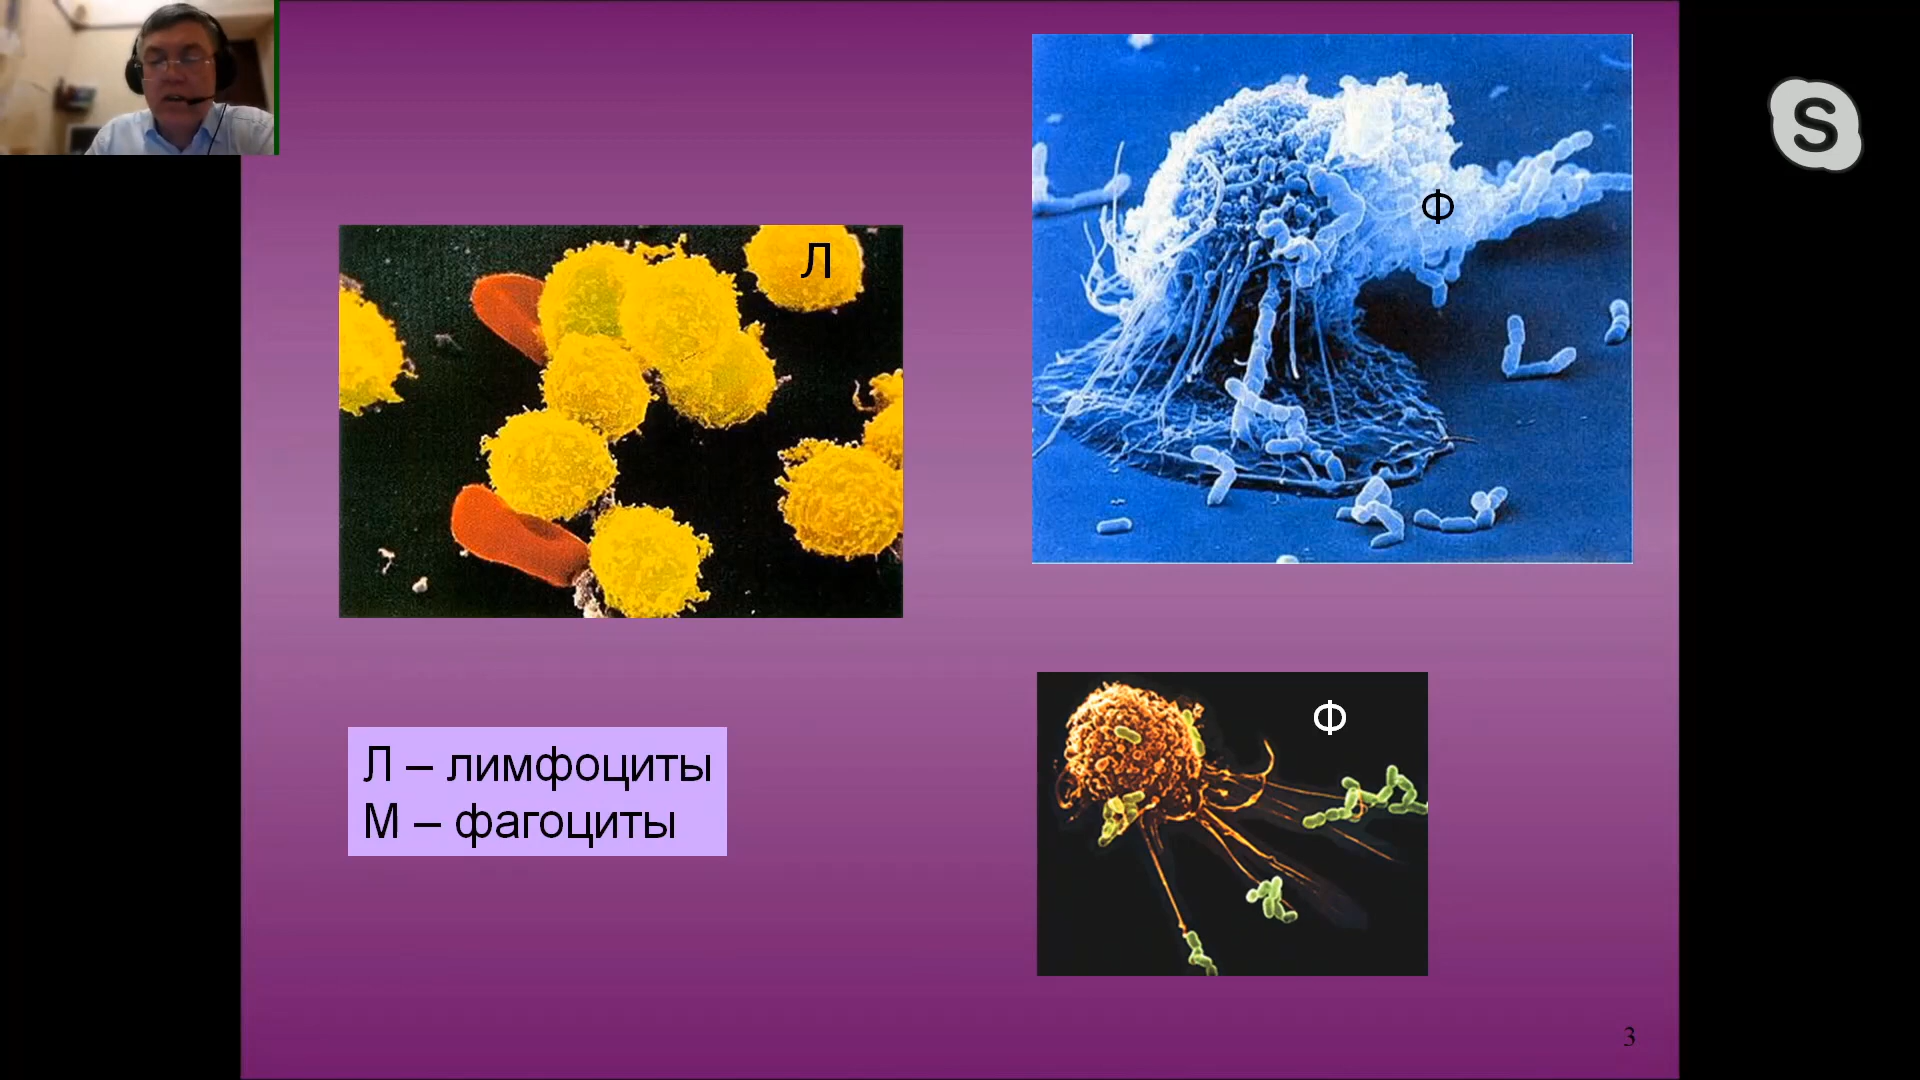 Л
Ф
Л – лимфоциты
М – фагоциты
Ф
3
S